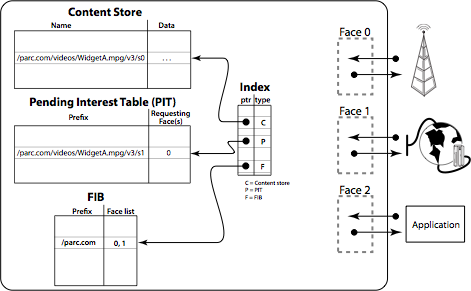 Content Store
Name Data
/parc.com/videos/WidgetA.mpg/v3/s0 ...
Pending Interest Table (PIT)
Prefix Requesting Face(s)
/parc.com/videos/WidgetA.mpg/v3/s1 0
FIB
Prefix Face list
/parc.com 0, 1
Index
ptr type
C
P
F
C = Content store
P = PIT
F = FIB
Face 0
Face 1
Face 2
Application